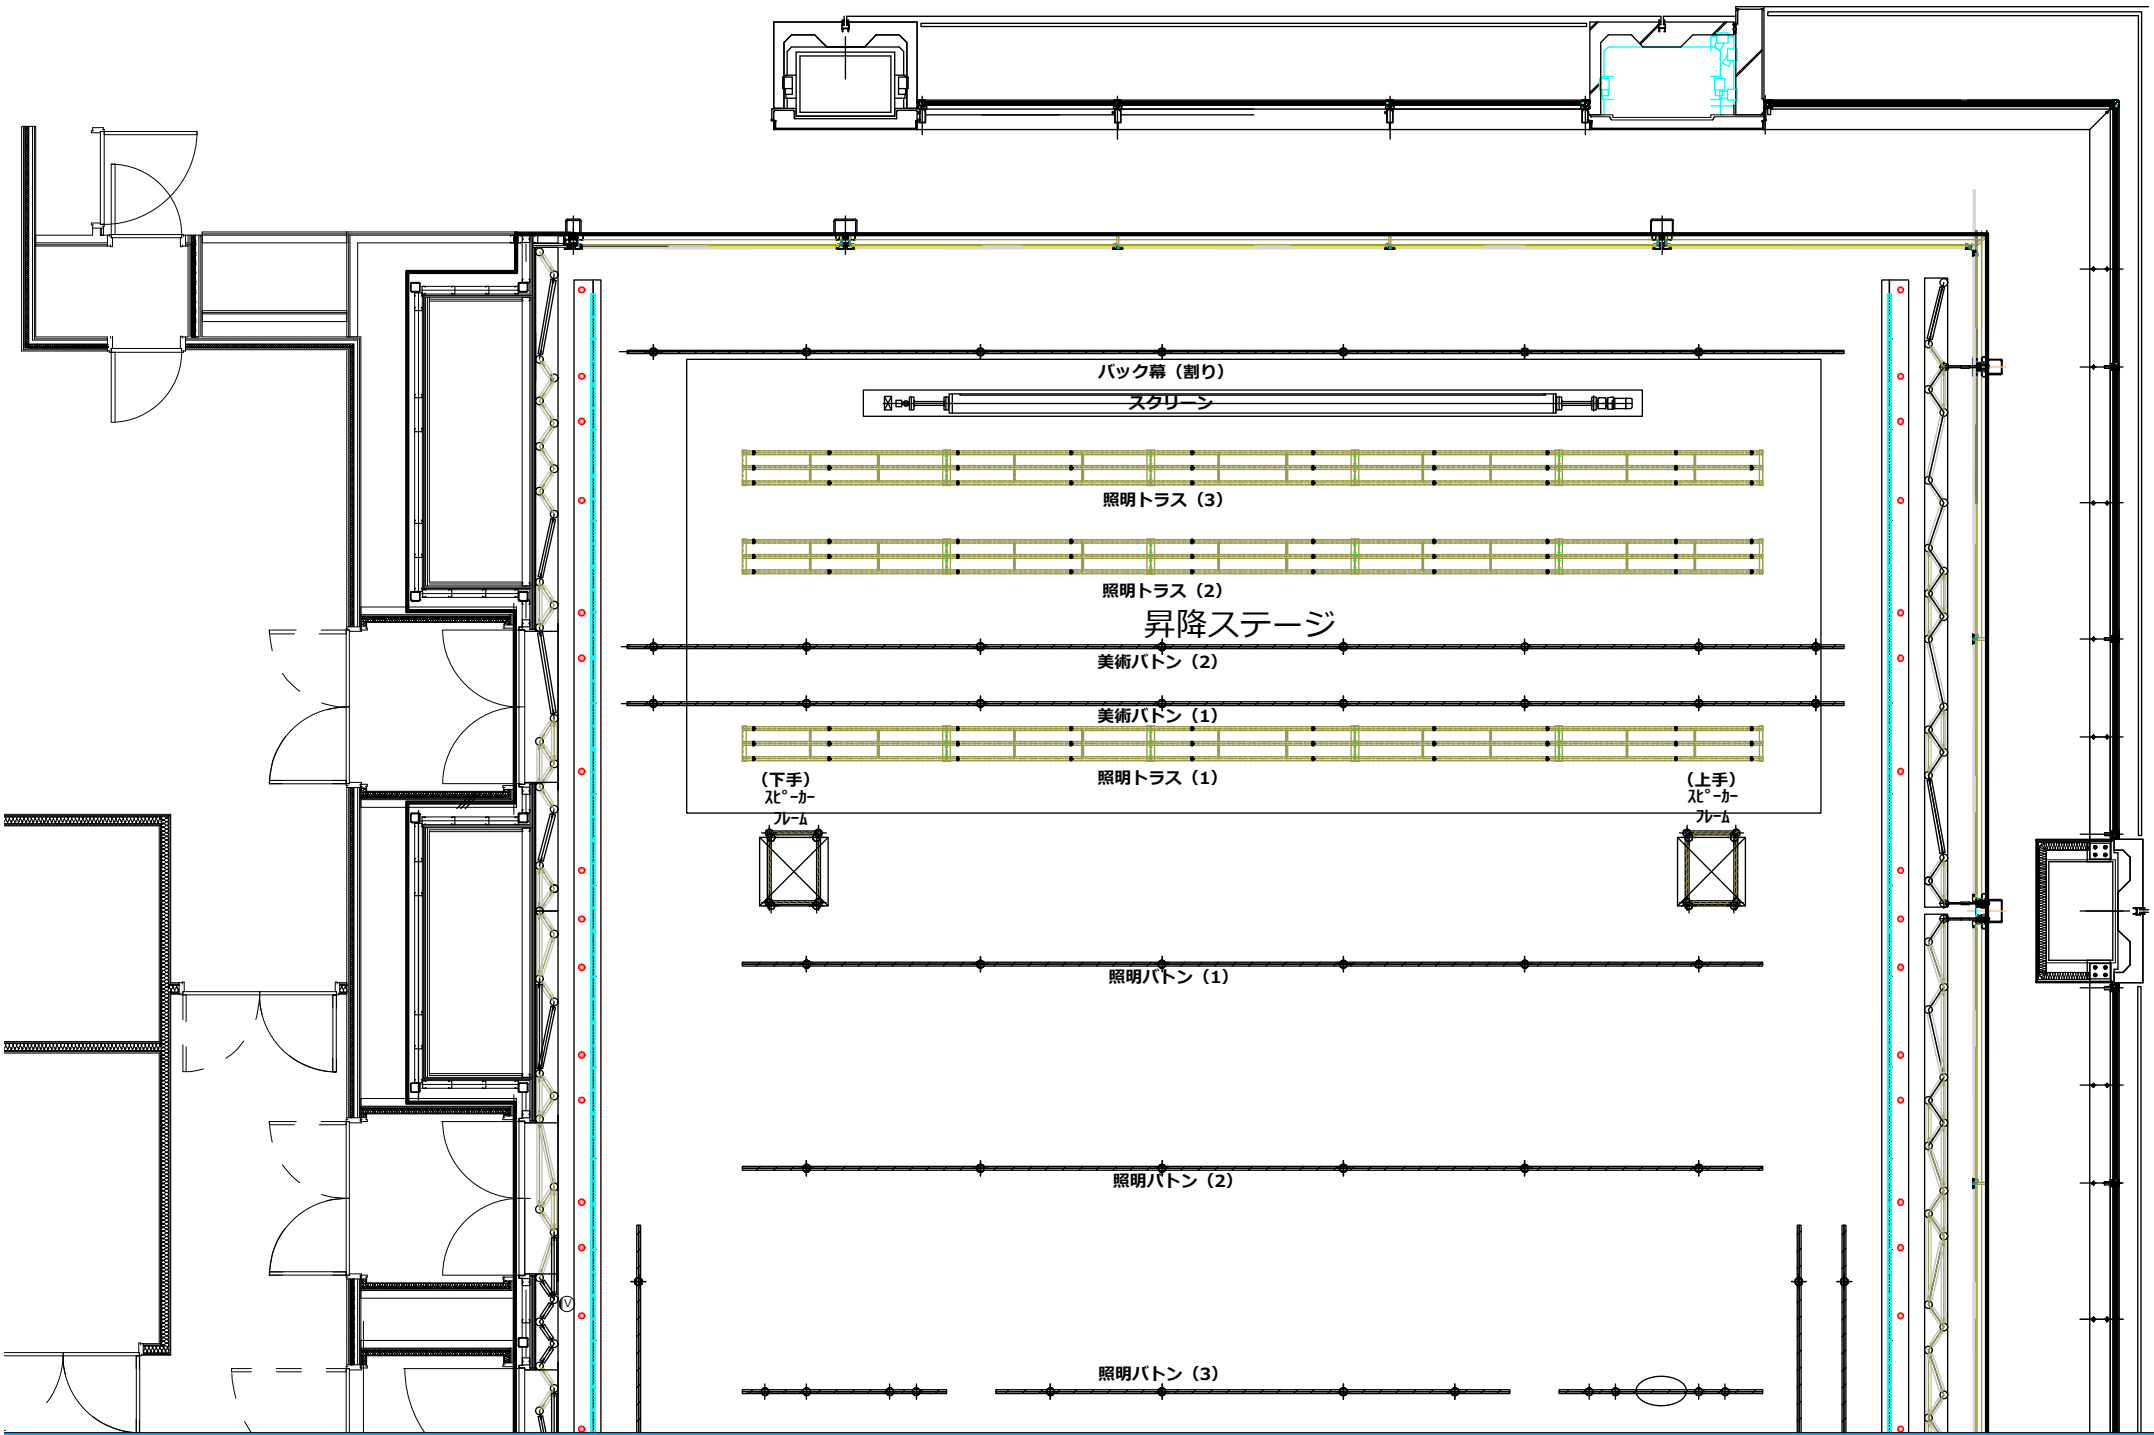 バック幕（割り）
スクリーン
照明トラス（3）
照明トラス（2）
昇降ステージ
美術バトン（2）
美術バトン（1）
照明トラス（1）
（下手）
ｽﾋﾟｰｶｰ
ﾌﾚｰﾑ
（上手）
ｽﾋﾟｰｶｰ
ﾌﾚｰﾑ
照明バトン（1）
照明バトン（2）
照明バトン（3）